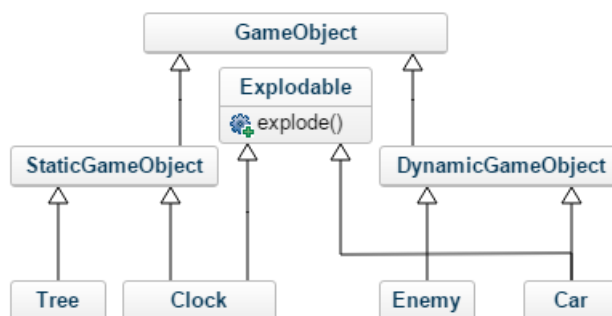 GameObject
Explodable
explode()
StaticGameObject
DynamicGameObject
Tree
Clock
Enemy
Car